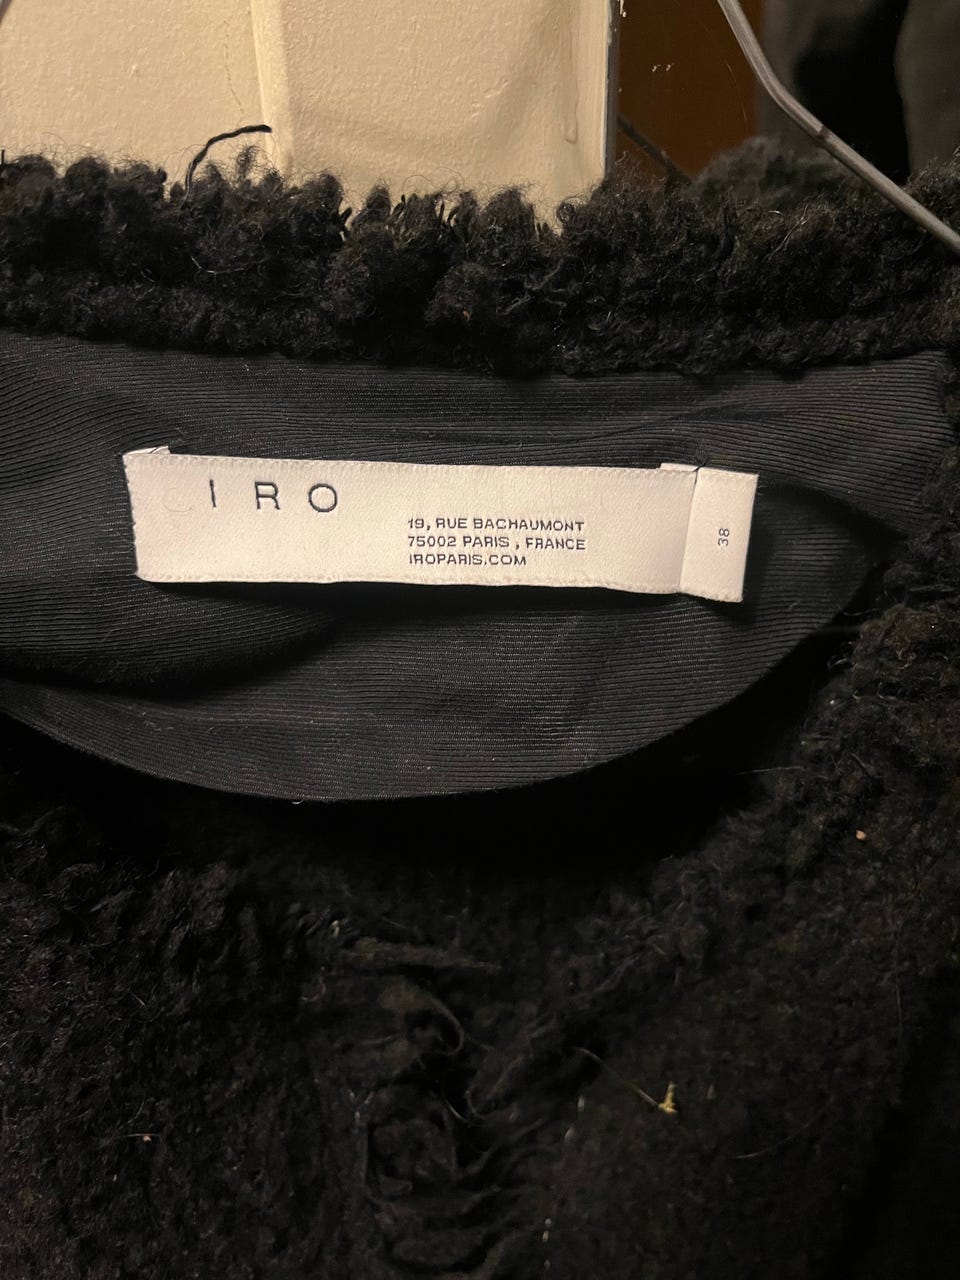 IRO
19, RUE BACHAUMONT
75002 PARIS , FRANCE
IROPARIS.COM
38